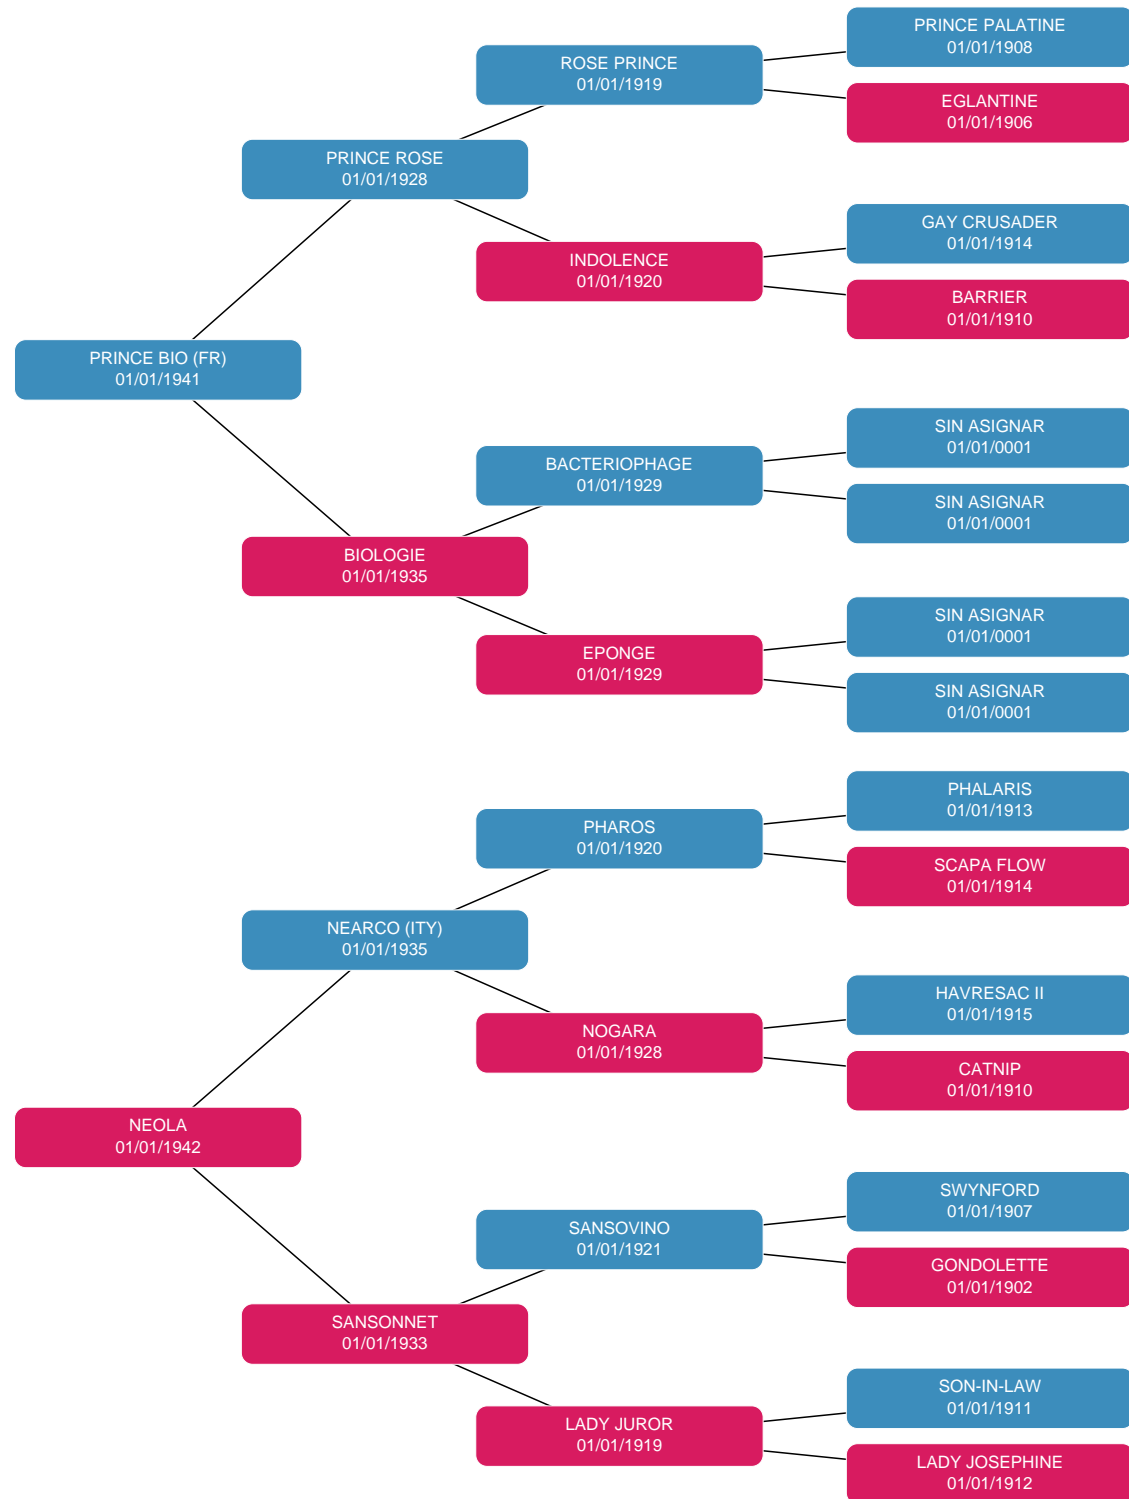 PRINCE PALATINE
01/01/1908
ROSE PRINCE
01/01/1919
EGLANTINE
01/01/1906
PRINCE ROSE
01/01/1928
GAY CRUSADER
01/01/1914
INDOLENCE
01/01/1920
BARRIER
01/01/1910
PRINCE BIO (FR)
01/01/1941
SIN ASIGNAR
01/01/0001
BACTERIOPHAGE
01/01/1929
SIN ASIGNAR
01/01/0001
BIOLOGIE
01/01/1935
SIN ASIGNAR
01/01/0001
EPONGE
01/01/1929
SIN ASIGNAR
01/01/0001
PHALARIS
01/01/1913
PHAROS
01/01/1920
SCAPA FLOW
01/01/1914
NEARCO (ITY)
01/01/1935
HAVRESAC II
01/01/1915
NOGARA
01/01/1928
CATNIP
01/01/1910
NEOLA
01/01/1942
SWYNFORD
01/01/1907
SANSOVINO
01/01/1921
GONDOLETTE
01/01/1902
SANSONNET
01/01/1933
SON-IN-LAW
01/01/1911
LADY JUROR
01/01/1919
LADY JOSEPHINE
01/01/1912